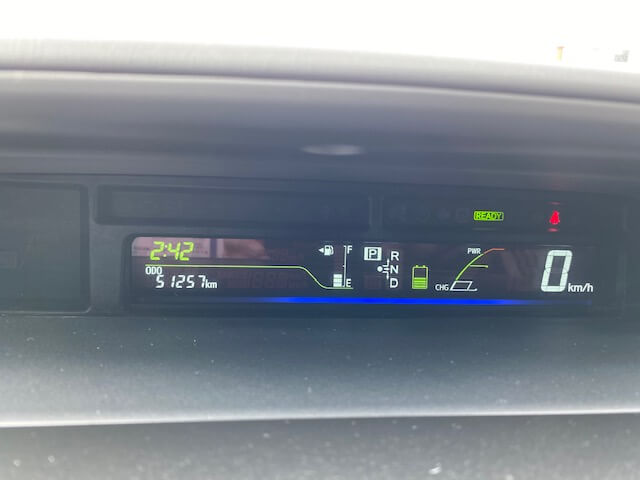 READY
2:42
ODO
51257km
F
E
P
R
N
D
PWR
CHG
0 km/h